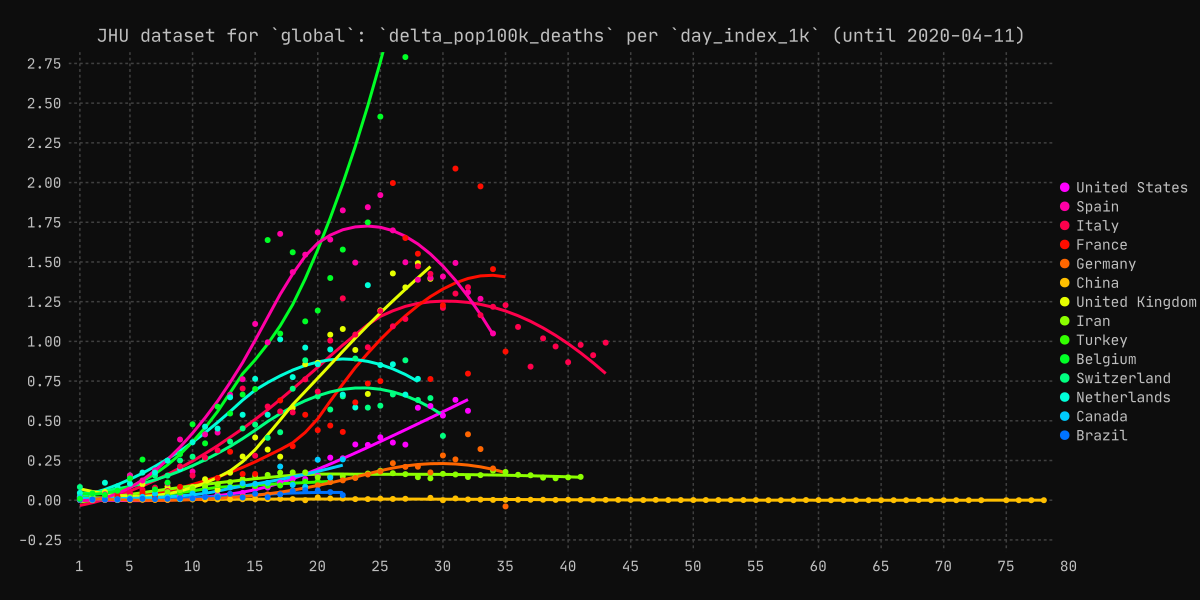 JHU dataset for `global`: `delta_pop100k_deaths` per `day_index_1k` (until 2020-04-11)
2.75
2.50
2.25
2.00
1.75
1.50
1.25
1.00
0.75
0.50
0.25
0.00
-0.25
1 5 10 15 20 25 30 35 40 45 50 55 60 65 70 75 80
United States
Spain
Italy
France
Germany
China
United Kingdom
Iran
Turkey
Belgium
Switzerland
Netherlands
Canada
Brazil